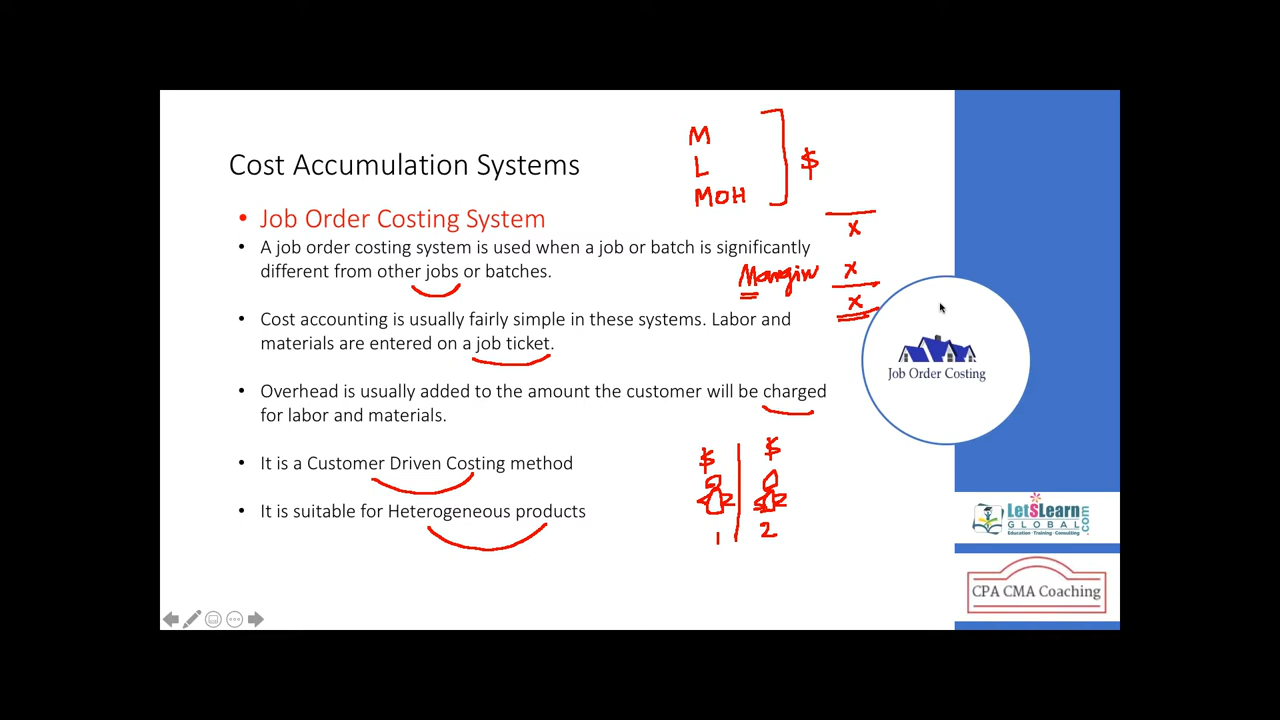 Cost Accumulation Systems
M
L
MOH
$
x
• Job Order Costing System
• A job order costing system is used when a job or batch is significantly
different from other jobs or batches.
Margin x
x
• Cost accounting is usually fairly simple in these systems. Labor and
materials are entered on a job ticket.
• Overhead is usually added to the amount the customer will be charged
for labor and materials.
• It is a Customer Driven Costing method
• It is suitable for Heterogeneous products
$ $
1 2
Job Order Costing
LetSLearn
GLOBAL
.com
Education • Training • Consulting
CPA CMA Coaching